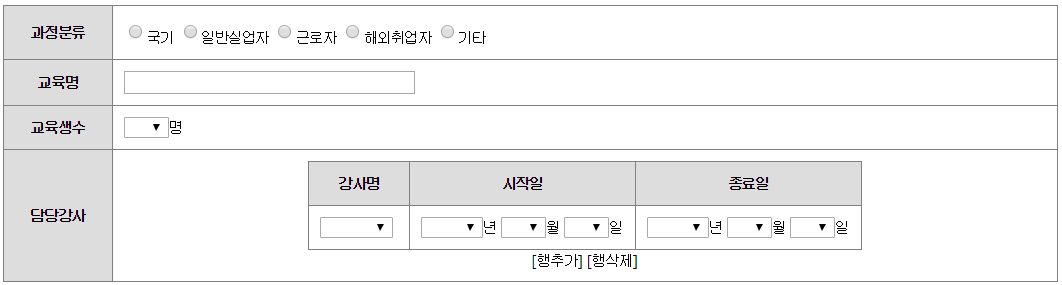 과정분류 국기 일반실업자 근로자 해외취업자 기타
교육명
교육생수 명
담당강사
강사명 시작일 종료일
년 월 일 년 월 일
[행추가] [행삭제]